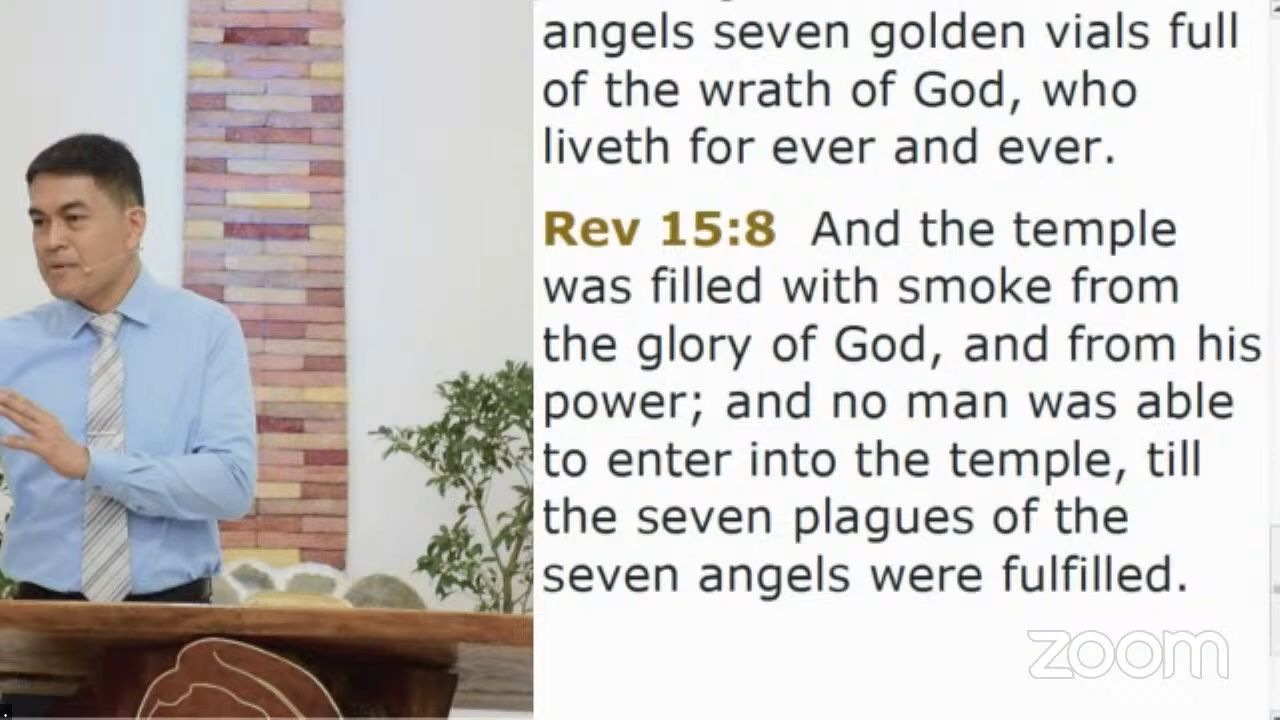 angels seven golden vials full
of the wrath of God, who
liveth for ever and ever.
Rev 15:8 And the temple
was filled with smoke from
the glory of God, and from his
power; and no man was able
to enter into the temple, till
the seven plagues of the
seven angels were fulfilled.
zoom